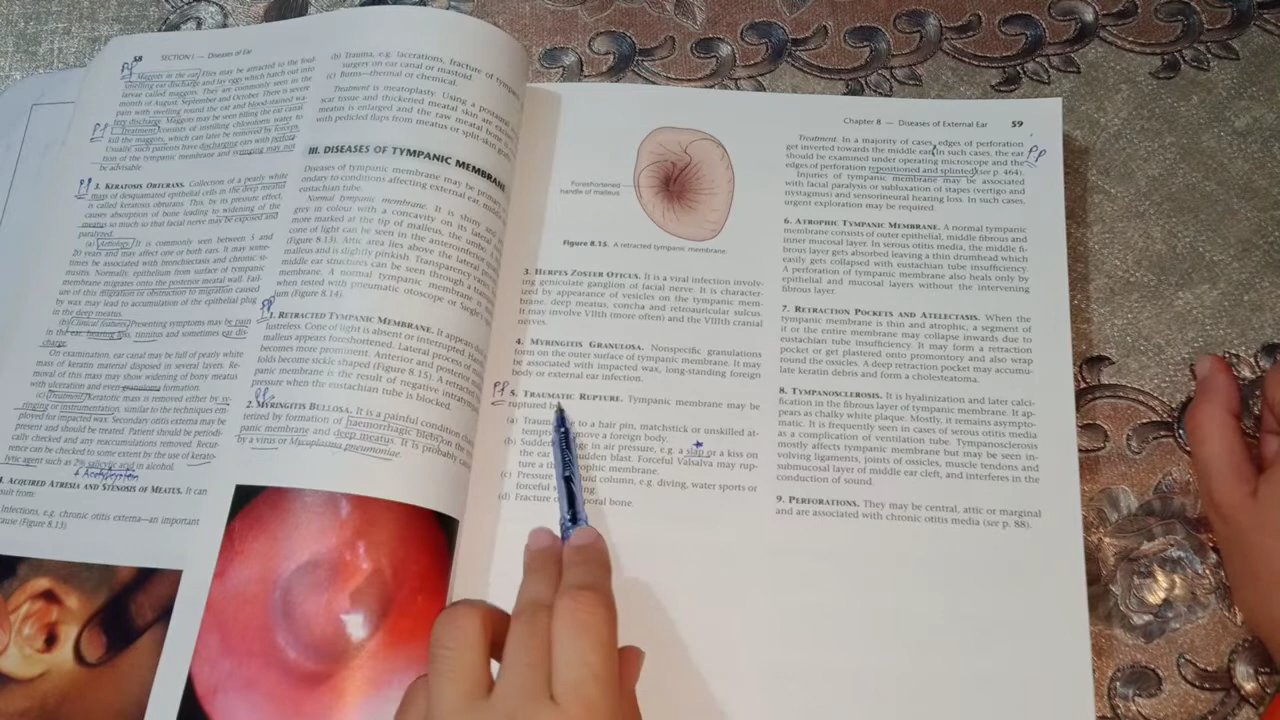 58 SECTION I — Diseases of Ear
Maggots in the ear. Flies may be attracted to the foul-
smelling ear discharge and lay eggs which hatch out into
larvae called maggots. They are commonly seen in the
month of August, September and October. There is severe
pain with swelling round the ear and blood-stained wa-
tery discharge. Maggots may be seen filling the ear canal.
Treatment consists of instilling chloroform water to
kill the maggots, which can later be removed by forceps.
Usually, such patients have discharging ears with perfora-
tion of the tympanic membrane and syringing may not
be advisable.
3. KERATOSIS OBTURANS. Collection of a pearly white
mass of desquamated epithelial cells in the deep meatus
is called keratosis obturans. This, by its pressure effect,
causes absorption of bone leading to widening of the
meatus so much so that facial nerve may be exposed and
paralyzed.
(a) Aetiology. It is commonly seen between 5 and
20 years and may affect one or both ears. It may some-
times be associated with bronchiectasis and chronic si-
nusitis. Normally, epithelium from surface of tympanic
membrane migrates onto the posterior meatal wall. Fail-
ure of this migration or obstruction to migration caused
by wax may lead to accumulation of the epithelial plug
in the deep meatus.
(b) Clinical features. Presenting symptoms may be pain
in the ear, hearing loss, tinnitus and sometimes ear dis-
charge.
On examination, ear canal may be full of pearly white
mass of keratin material disposed in several layers. Re-
moval of this mass may show widening of bony meatus
with ulceration and even granuloma formation.
(c) Treatment. Keratotic mass is removed either by sy-
ringing or instrumentation, similar to the techniques em-
ployed for impacted wax. Secondary otitis externa may be
present and should be treated. Patient should be periodi-
cally checked and any reaccumulations removed. Recur-
rence can be checked to some extent by the use of kerato-
lytic agent such as 2% salicylic acid in alcohol.
4. ACQUIRED ATRESIA AND STENOSIS OF MEATUS. It can
sult from:
Infections, e.g. chronic otitis externa—an important
cause (Figure 8.13).
(b) Trauma, e.g. lacerations, fracture of tympanic
surgery on ear canal or mastoid.
(c) Burns—thermal or chemical.
Treatment is meatoplasty. Using a postaural
scar tissue and thickened meatal skin are
meatus is enlarged and the raw meatal bone
with pedicled flaps from meatus or split-skin
III. DISEASES OF TYMPANIC MEMBRANE
Diseases of tympanic membrane may be primary
ondary to conditions affecting external ear, middle
eustachian tube.
Normal tympanic membrane. It is shiny and
grey in colour with a concavity on its lateral
more marked at the tip of malleus, the umbo.
cone of light can be seen in the anteroinferior
(Figure 8.13). Attic area lies above the lateral
malleus and is slightly pinkish. Transparency varies
middle ear structures can be seen through a
membrane. A normal tympanic membrane is
when tested with pneumatic otoscope or Siegle's
lum (Figure 8.14).
1. RETRACTED TYMPANIC MEMBRANE. It appears dull
lustreless. Cone of light is absent or interrupted. Handle
malleus appears foreshortened. Lateral process of
becomes more prominent. Anterior and posterior
folds become sickle shaped (Figure 8.15). A retracted
panic membrane is the result of negative intratympanic
pressure when the eustachian tube is blocked.
2. MYRINGITIS BULLOSA. It is a painful condition
terized by formation of haemorrhagic blebs on the
panic membrane and deep meatus. It is probably
by a virus or Mycoplasma pneumoniae.
Chapter 8 — Diseases of External Ear 59
Foreshortened
handle of malleus
Figure 8.15. A retracted tympanic membrane.
3. HERPES ZOSTER OTICUS. It is a viral infection involv-
ing geniculate ganglion of facial nerve. It is character-
ized by appearance of vesicles on the tympanic mem-
brane, deep meatus, concha and retroauricular sulcus.
It may involve VIIth (more often) and the VIIIth cranial
nerves.
4. MYRINGITIS GRANULOSA. Nonspecific granulations
form on the outer surface of tympanic membrane. It may
be associated with impacted wax, long-standing foreign
body or external ear infection.
5. TRAUMATIC RUPTURE. Tympanic membrane may be
ruptured
(a) Trauma to a hair pin, matchstick or unskilled at-
move a foreign body.
(b) Sudden in air pressure, e.g. a slap or a kiss on
the ear sudden blast. Forceful Valsalva may rup-
ture a membrane.
(c) Pressure fluid column, e.g. diving, water sports or
forceful
(d) Fracture bone.
Treatment. In a majority of cases, edges of perforation
get inverted towards the middle ear. In such cases, the ear
should be examined under operating microscope and the
edges of perforation repositioned and splinted (see p. 464).
Injuries of tympanic membrane may be associated
with facial paralysis or subluxation of stapes (vertigo and
nystagmus) and sensorineural hearing loss. In such cases,
urgent exploration may be required.
6. ATROPHIC TYMPANIC MEMBRANE. A normal tympanic
membrane consists of outer epithelial, middle fibrous and
inner mucosal layer. In serous otitis media, the middle fi-
brous layer gets absorbed leaving a thin drumhead which
easily gets collapsed with eustachian tube insufficiency.
A perforation of tympanic membrane also heals only by
epithelial and mucosal layers without the intervening
fibrous layer.
7. RETRACTION POCKETS AND ATELECTASIS. When the
tympanic membrane is thin and atrophic, a segment of
it or the entire membrane may collapse inwards due to
eustachian tube insufficiency. It may form a retraction
pocket or get plastered onto promontory and also wrap
round the ossicles. A deep retraction pocket may accumu-
late keratin debris and form a cholesteatoma.
8. TYMPANOSCLEROSIS. It is hyalinization and later calci-
fication in the fibrous layer of tympanic membrane. It ap-
pears as chalky white plaque. Mostly, it remains asympto-
matic. It is frequently seen in cases of serous otitis media
as a complication of ventilation tube. Tympanosclerosis
mostly affects tympanic membrane but may be seen in-
volving ligaments, joints of ossicles, muscle tendons and
submucosal layer of middle ear cleft, and interferes in the
conduction of sound.
9. PERFORATIONS. They may be central, attic or marginal
and are associated with chronic otitis media (see p. 88).